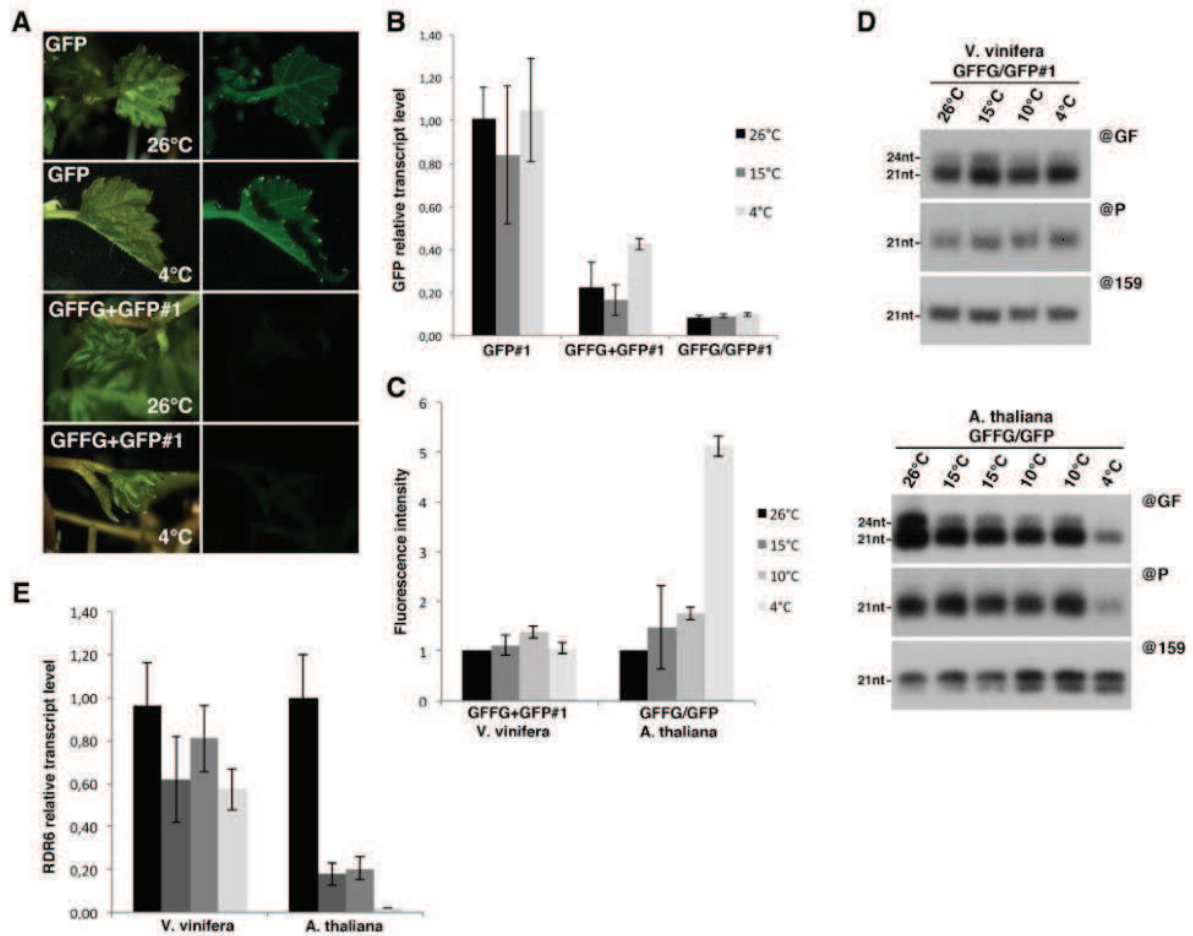 A
GFP
26°C
GFP
4°C
GFFG+GFP#1
26°C
GFFG+GFP#1
4°C
B
GFP relative transcript level
1,40
1,20
1,00
0,80
0,60
0,40
0,20
0,00
GFP#1
GFFG+GFP#1
GFFG/GFP#1
26°C
15°C
4°C
C
Fluorescence intensity
6
5
4
3
2
1
0
GFFG+GFP#1
V. vinifera
GFFG/GFP
A. thaliana
26°C
15°C
10°C
4°C
D
V. vinifera
GFFG/GFP#1
26°C 15°C 10°C 4°C
@GF
24nt-
21nt-
@P
21nt-
@159
21nt-
A. thaliana
GFFG/GFP
26°C 15°C 15°C 10°C 10°C 4°C
@GF
24nt-
21nt-
@P
21nt-
@159
21nt-
E
RDR6 relative transcript level
1,40
1,20
1,00
0,80
0,60
0,40
0,20
0,00
V. vinifera
A. thaliana